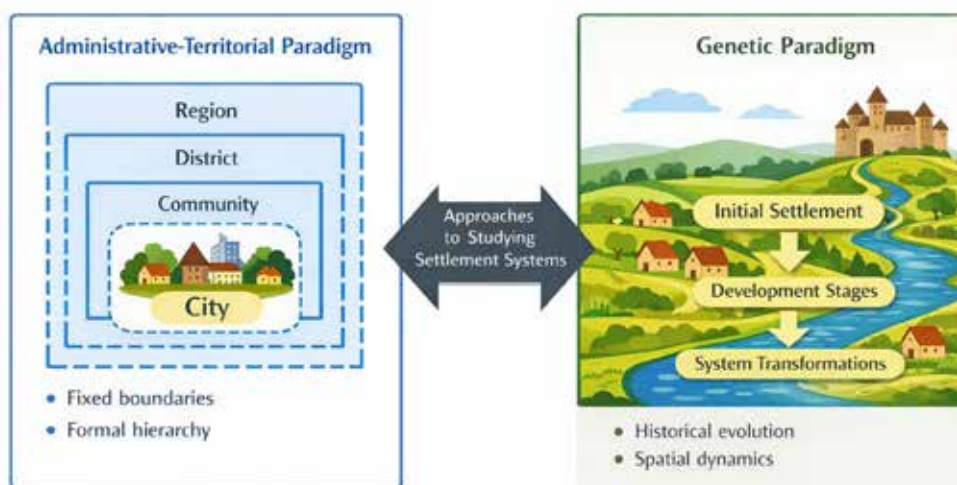 Administrative-Territorial Paradigm
Region
District
Community
City
• Fixed boundaries
• Formal hierarchy
Approaches
to Studying
Settlement Systems
Genetic Paradigm
Initial Settlement
Development Stages
System Transformations
• Historical evolution
• Spatial dynamics